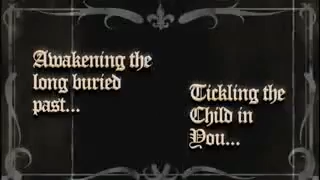 Awakening the
long buried
past...
Tickling the
Child in
You...